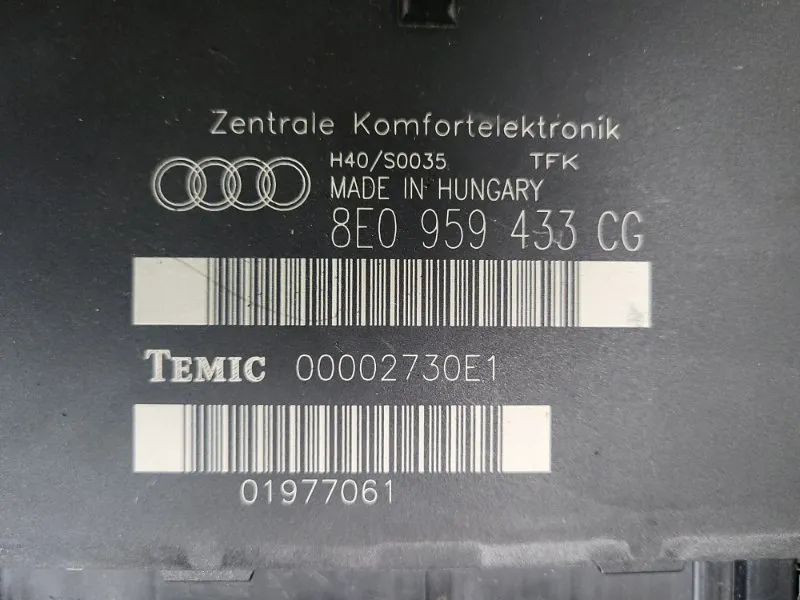 Zentrale Komfortelektronik
H40/S0035 TFK
MADE IN HUNGARY
8E0 959 433 CG
TEMIC 00002730E1
01977061